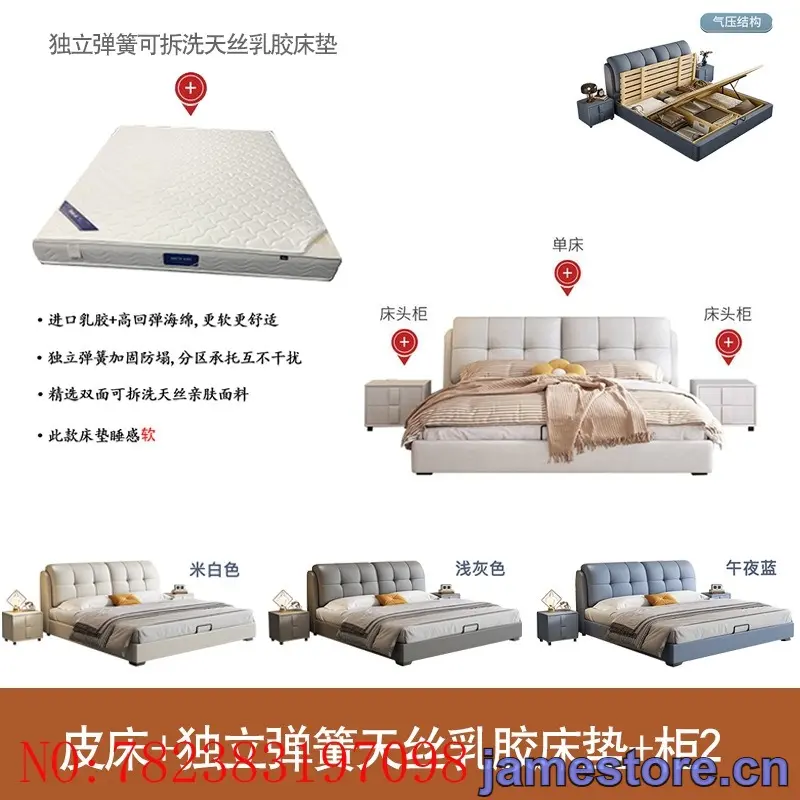 独立弹簧可拆洗天丝乳胶床垫
气压结构
单床
床头柜
床头柜
· 进口乳胶+高回弹海绵,更软更舒适
· 独立弹簧加固防塌,分区承托互不干扰
· 精选双面可拆洗天丝亲肤面料
· 此款床垫睡感软
米白色
浅灰色
午夜蓝
皮床+独立弹簧天丝乳胶床垫+柜2
NO:782383197098
jamestore.cn